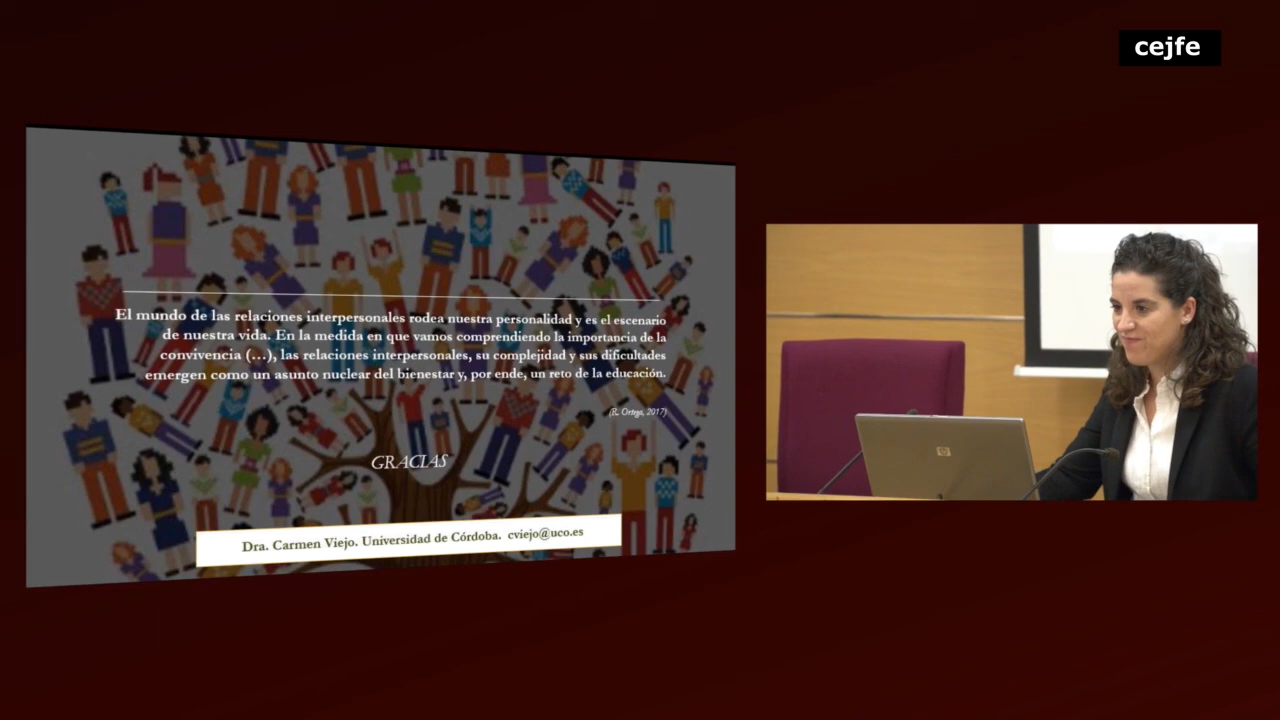 cejfe
El mundo de las relaciones interpersonales rodea nuestra personalidad y es el escenario
de nuestra vida. En la medida en que vamos comprendiendo la importancia de la
convivencia (…), las relaciones interpersonales, su complejidad y sus dificultades
emergen como un asunto nuclear del bienestar y, por ende, un reto de la educación.
(R. Ortega, 2017)
GRACIAS
Dra. Carmen Viejo. Universidad de Córdoba. cviejo@uco.es
hp